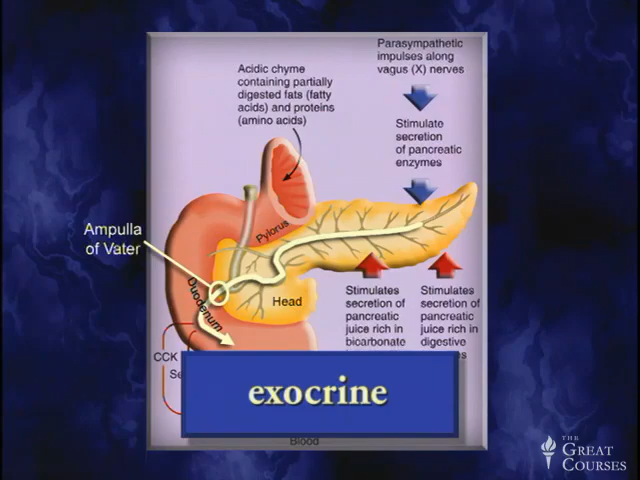 Parasympathetic
impulses along
vagus (X) nerves
Acidic chyme
containing partially
digested fats (fatty
acids) and proteins
(amino acids)
Stimulate
secretion
of pancreatic
enzymes
Ampulla
of Vater
Pylorus
Duodenum
Head
Stimulates
secretion of
pancreatic
juice rich in
bicarbonate
Stimulates
secretion of
pancreatic
juice rich in
digestive
CCK
exocrine
Blood
THE
GREAT
COURSES